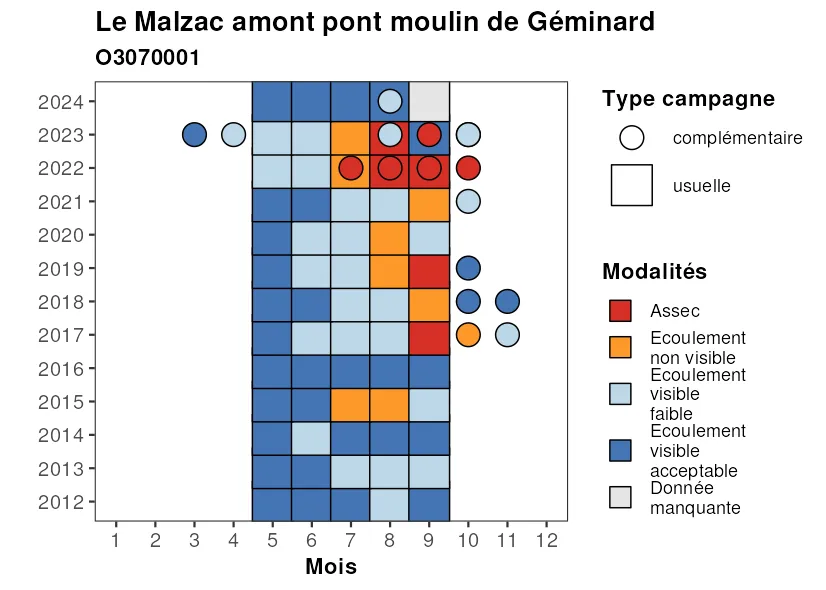 Le Malzac amont pont moulin de Géminard
O3070001
2024
2023
2022
2021
2020
2019
2018
2017
2016
2015
2014
2013
2012
1 2 3 4 5 6 7 8 9 10 11 12
Mois
Type campagne
complémentaire
usuelle
Modalités
Assec
Ecoulement
non visible
Ecoulement
visible
faible
Ecoulement
visible
acceptable
Donnée
manquante